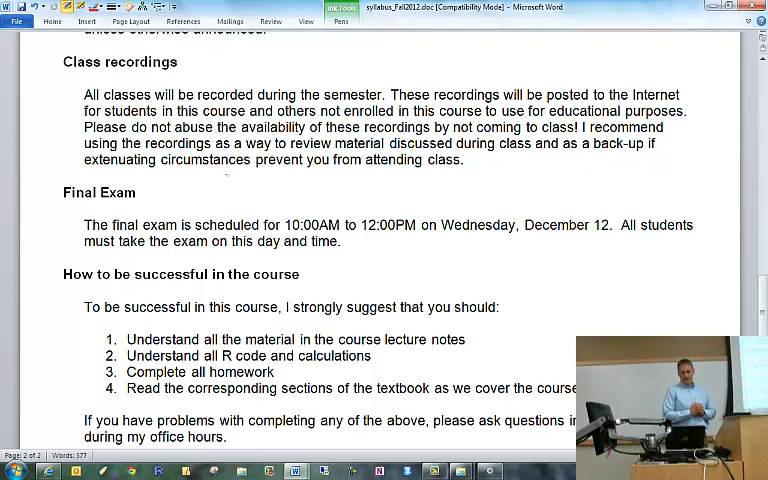 syllabus_Fall2012.doc [Compatibility Mode] - Microsoft Word
Ink Tools
File Home Insert Page Layout References Mailings Review View Pens
unless otherwise announced.
Class recordings
All classes will be recorded during the semester. These recordings will be posted to the Internet
for students in this course and others not enrolled in this course to use for educational purposes.
Please do not abuse the availability of these recordings by not coming to class! I recommend
using the recordings as a way to review material discussed during class and as a back-up if
extenuating circumstances prevent you from attending class.
Final Exam
The final exam is scheduled for 10:00AM to 12:00PM on Wednesday, December 12. All students
must take the exam on this day and time.
How to be successful in the course
To be successful in this course, I strongly suggest that you should:
1. Understand all the material in the course lecture notes
2. Understand all R code and calculations
3. Complete all homework
4. Read the corresponding sections of the textbook as we cover the course
If you have problems with completing any of the above, please ask questions in
during my office hours.
Page: 2 of 2 Words: 577